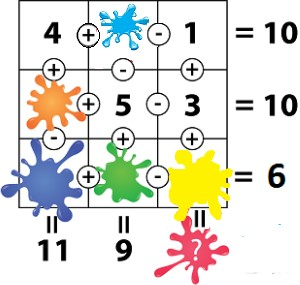 4 + - 1 = 10
+ - +
+ 5 - 3 = 10
- + +
+ - = 6
= = =
11 9 ?